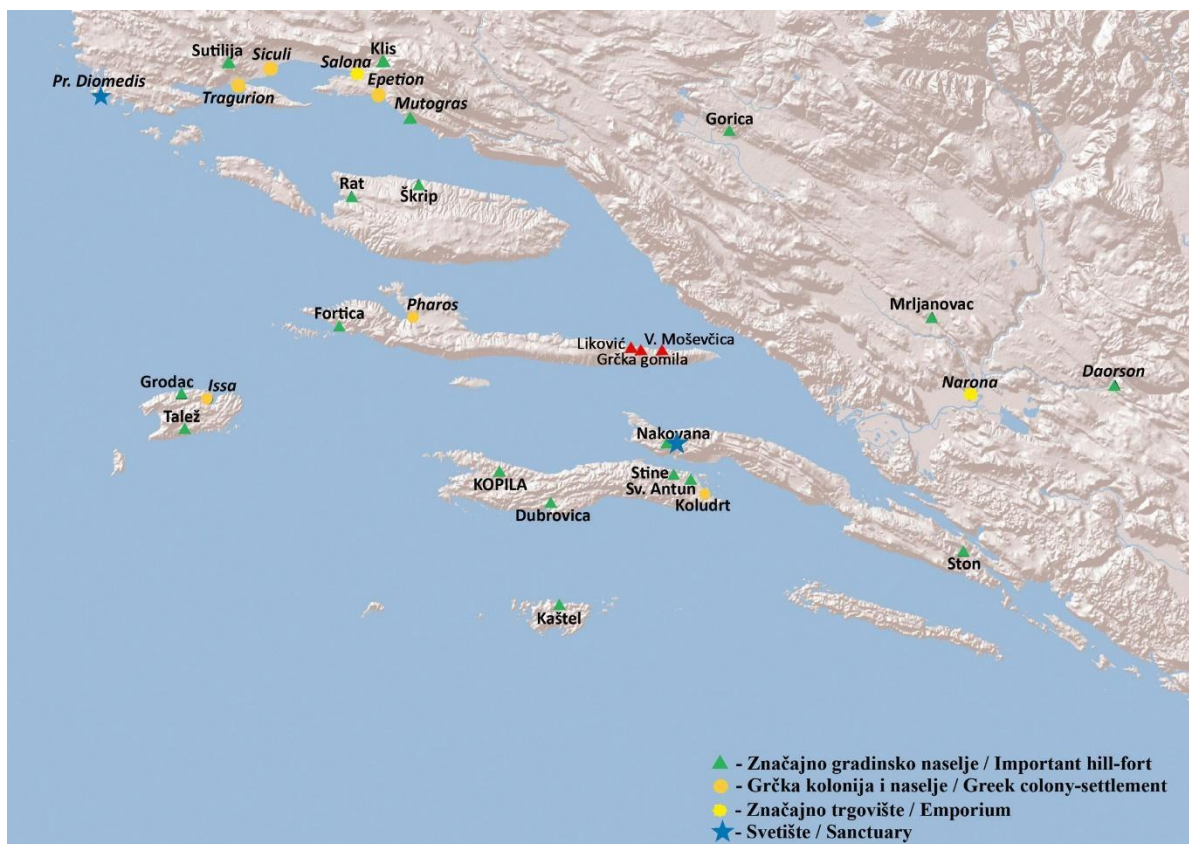 Sutilija
Siculi
Salona
Klis
Pr. Diomedis
Epetion
Tragurion
Mutogras
Gorica
Rat
Škrip
Pharos
Fortica
Mrljanovac
Liković
V. Moševčica
Grčka gomila
Grodac
Issa
Narona
Daorson
Talež
Nakovana
KOPILA
Stine
Sv. Antun
Koludrt
Dubrovica
Ston
Kaštel
- Značajno gradinsko naselje / Important hill-fort
- Grčka kolonija i naselje / Greek colony-settlement
- Značajno trgovište / Emporium
- Svetište / Sanctuary